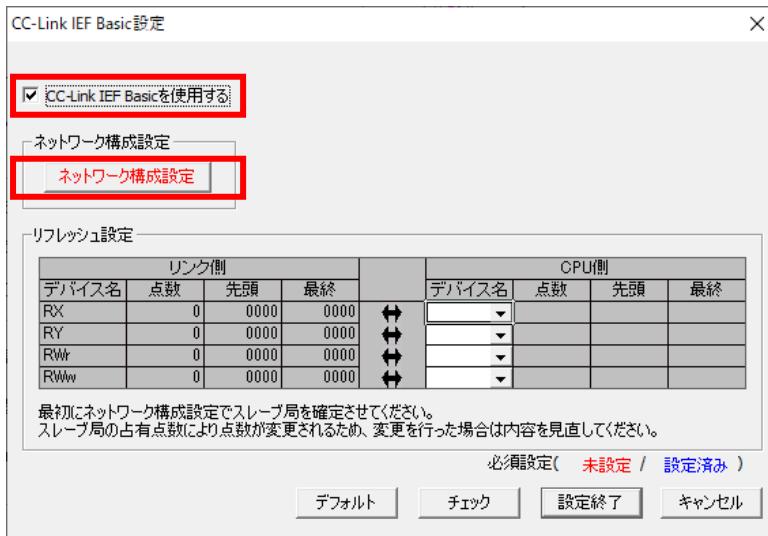 CC-Link IEF Basic設定
CC-Link IEF Basicを使用する
ネットワーク構成設定
ネットワーク構成設定
リフレッシュ設定
リンク側 CPU側
デバイス名 点数 先頭 最終 デバイス名 点数 先頭 最終
RX 0 0000 0000
RY 0 0000 0000
RWr 0 0000 0000
RWw 0 0000 0000
最初にネットワーク構成設定でスレーブ局を確定させてください。
スレーブ局の占有点数により点数が変更されるため、変更を行った場合は内容を見直してください。
必須設定( 未設定 / 設定済み )
デフォルト チェック 設定終了 キャンセル